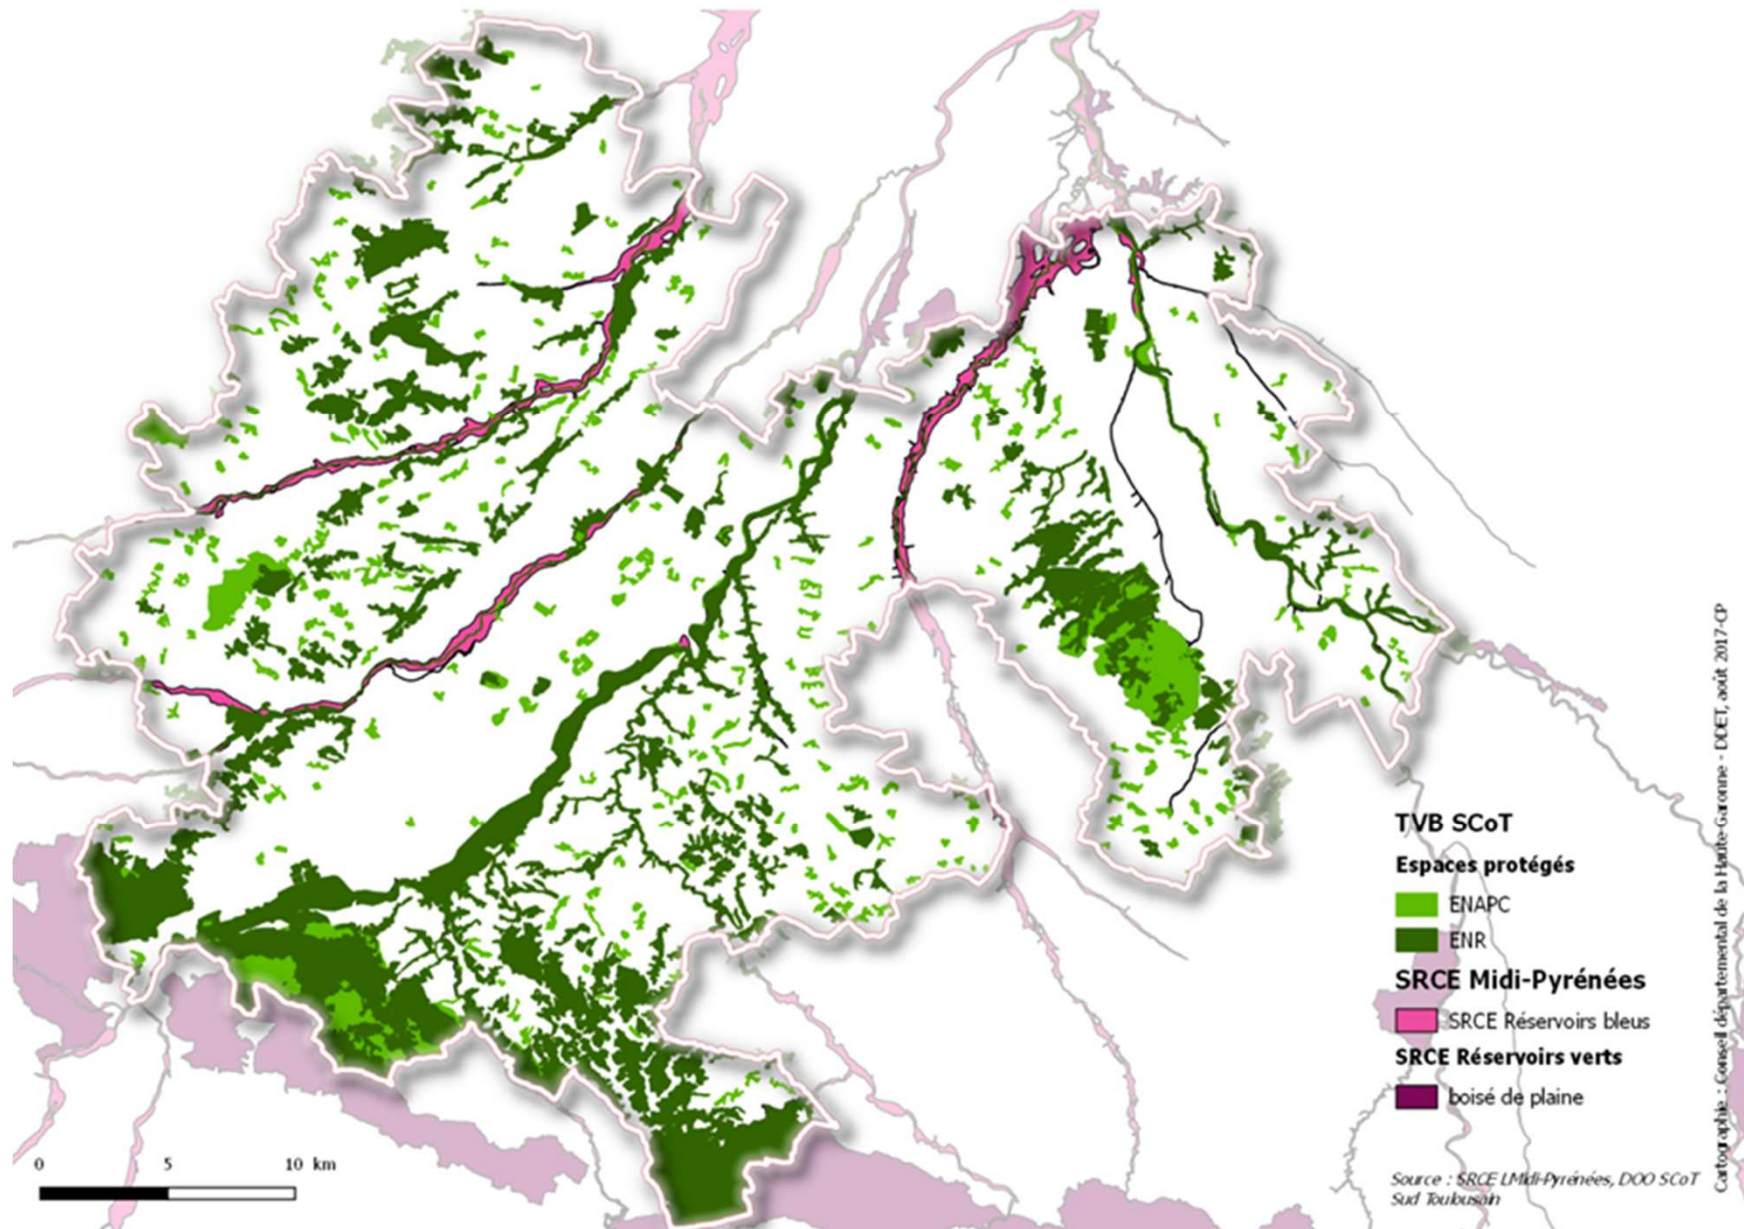 TVB SCoT
Espaces protégés
ENAPC
ENR
SRCE Midi-Pyrénées
SRCE Réservoirs bleus
SRCE Réservoirs verts
boisé de plaine
0 5 10 km
Source : SRCE LMidi-Pyrénées, DOO SCoT
Sud Toulousain
Cartographie : Conseil départemental de la Haute-Garonne - DDET, août 2017-CP